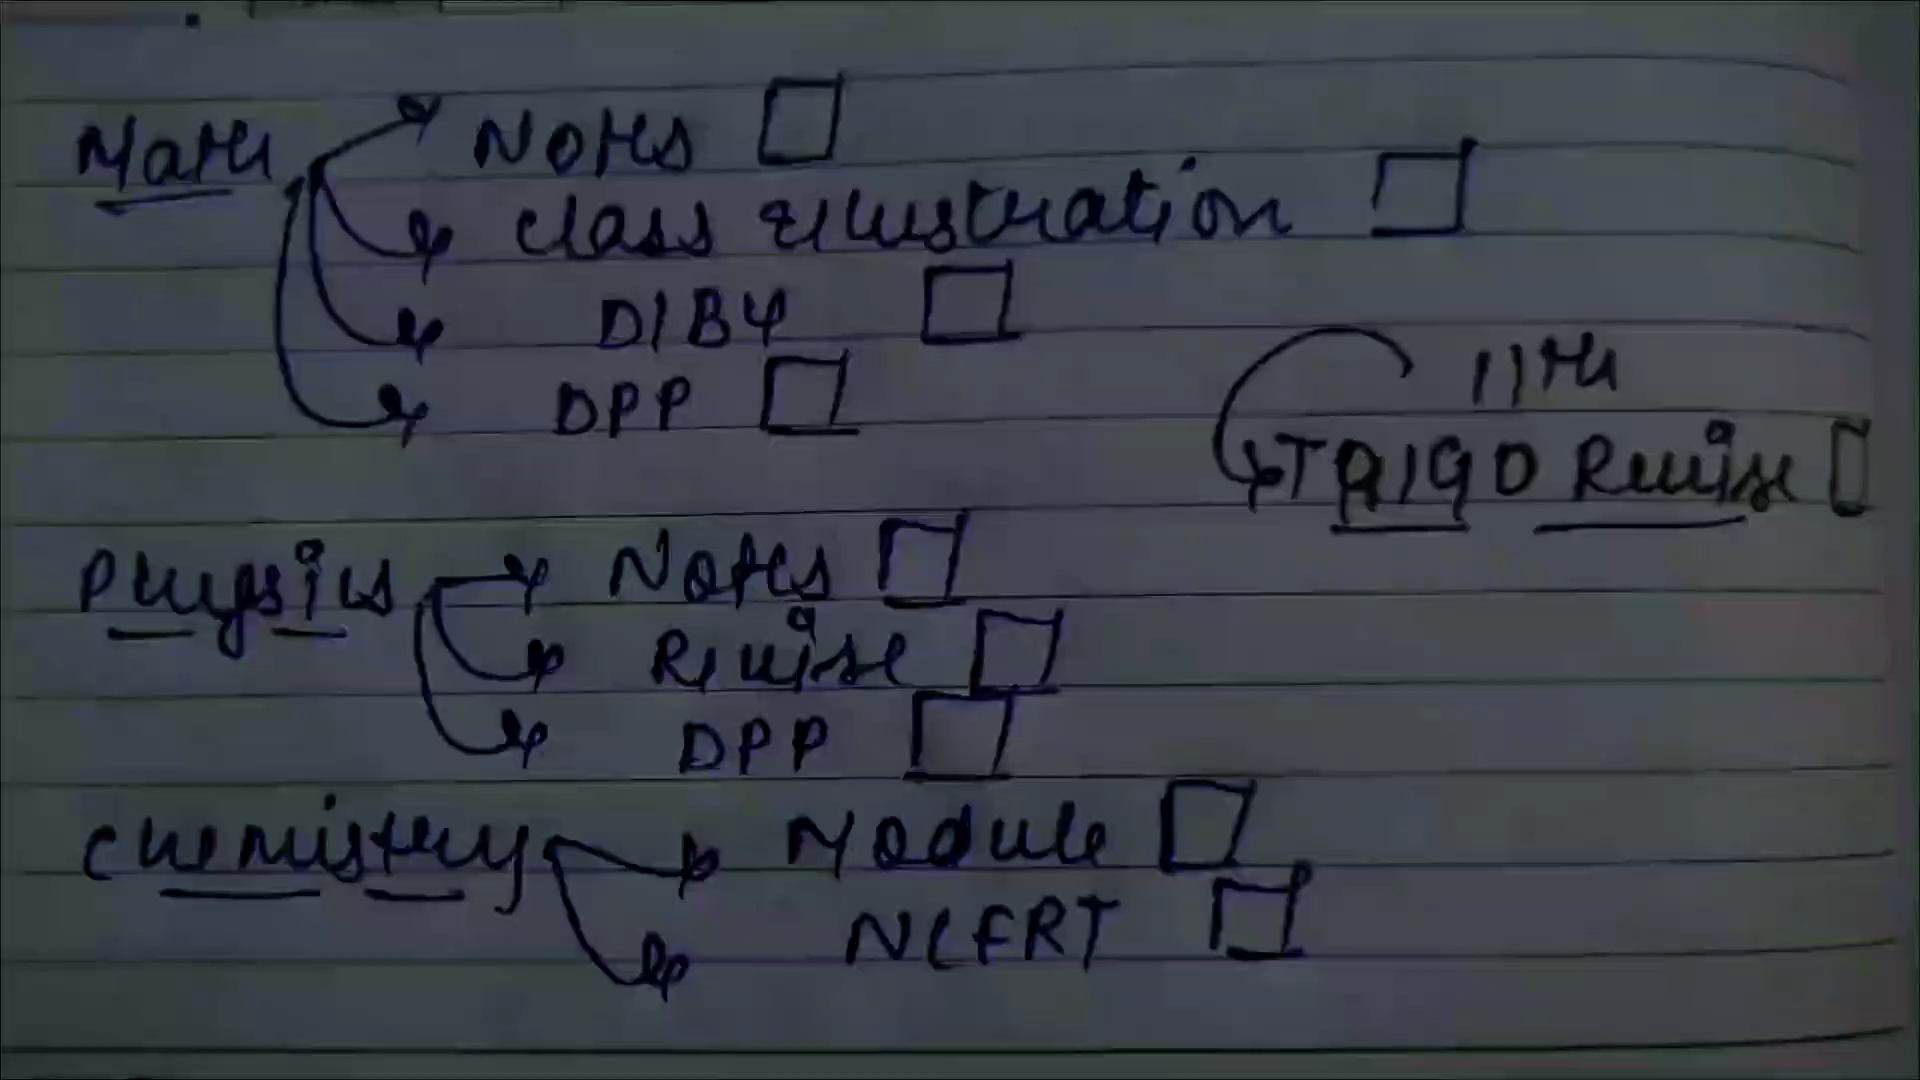 Math Notes
class illustration
DIBY
DPP
11th
TRIGO Revise
Physics Notes
Revise
DPP
Chemistry Module
NCERT